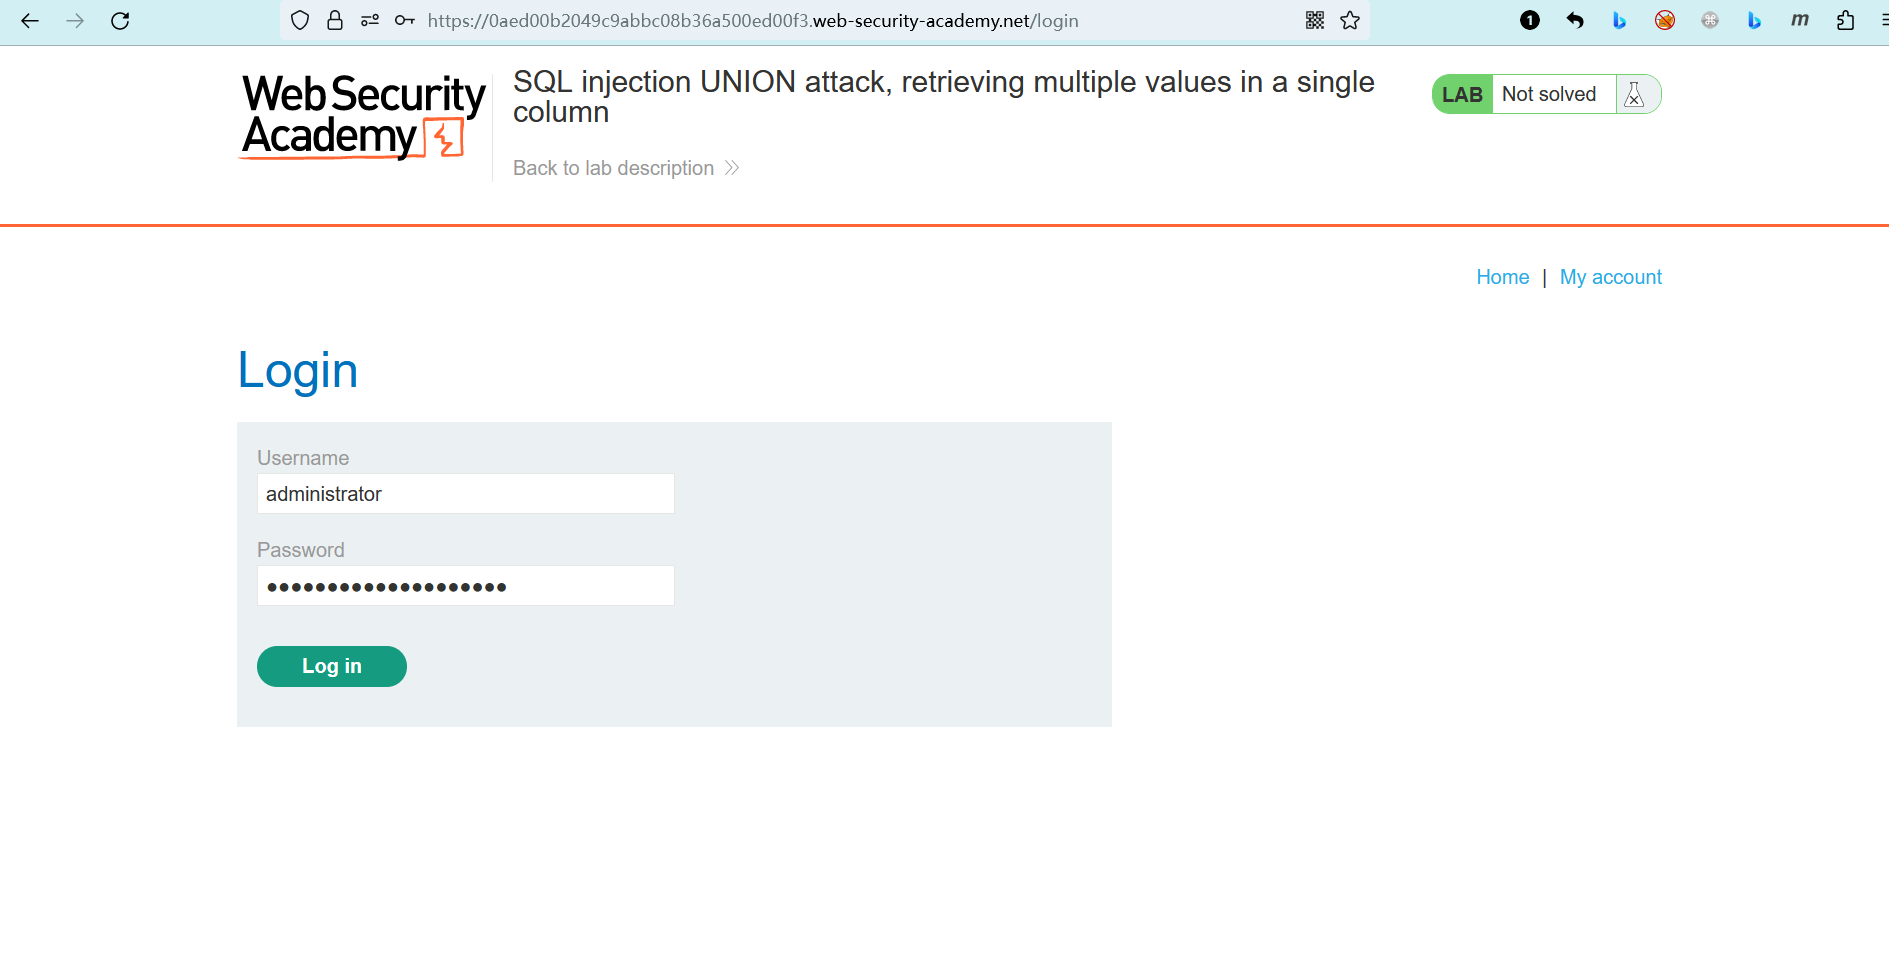 https://0aed00b2049c9abbc08b36a500ed00f3.web-security-academy.net/login
1
m
Web Security
Academy
SQL injection UNION attack, retrieving multiple values in a single
column
Back to lab description
LAB Not solved
Home | My account
Login
Username
administrator
Password
Log in